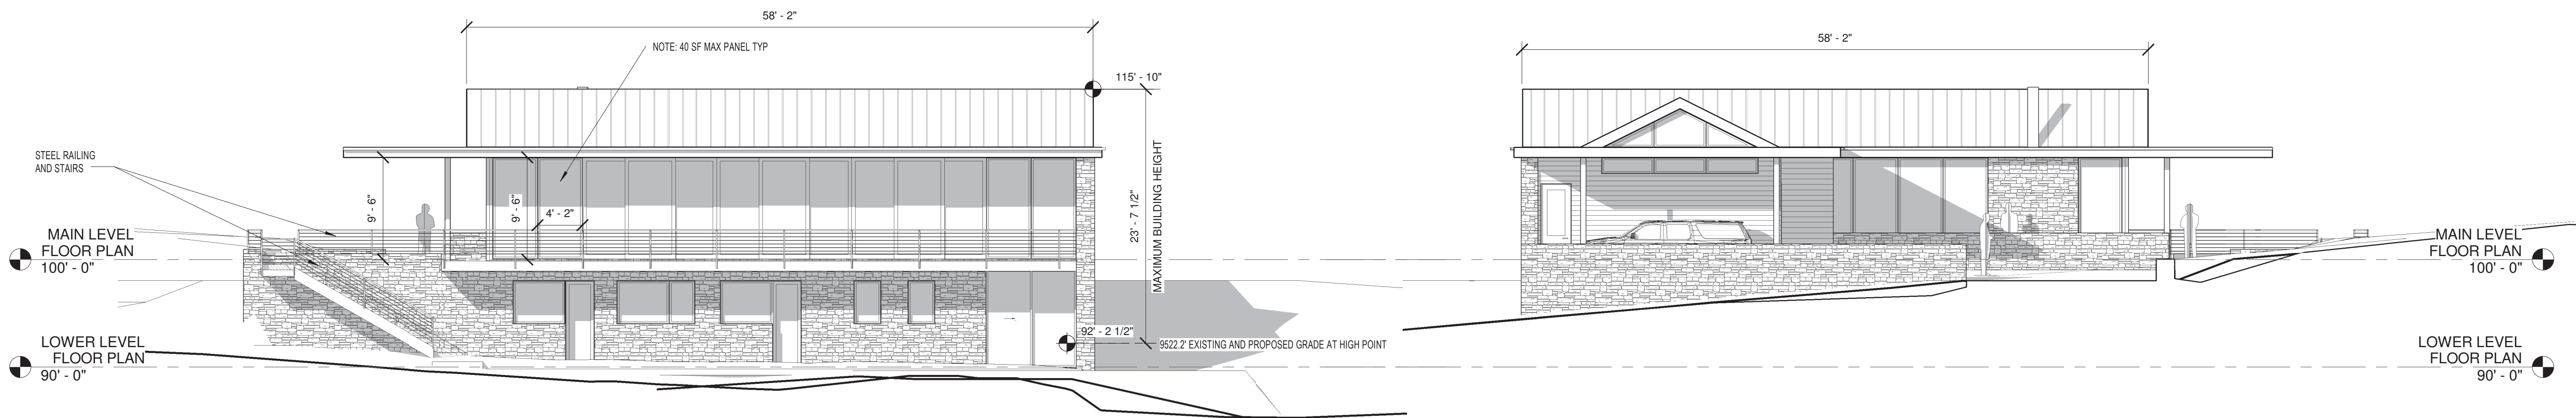 58' - 2"
NOTE: 40 SF MAX PANEL TYP
115' - 10"
STEEL RAILING
AND STAIRS
9' - 6"
9' - 6"
4' - 2"
23' - 7 1/2"
MAXIMUM BUILDING HEIGHT
MAIN LEVEL
FLOOR PLAN
100' - 0"
92' - 2 1/2"
9522.2' EXISTING AND PROPOSED GRADE AT HIGH POINT
LOWER LEVEL
FLOOR PLAN
90' - 0"
58' - 2"
MAIN LEVEL
FLOOR PLAN
100' - 0"
LOWER LEVEL
FLOOR PLAN
90' - 0"